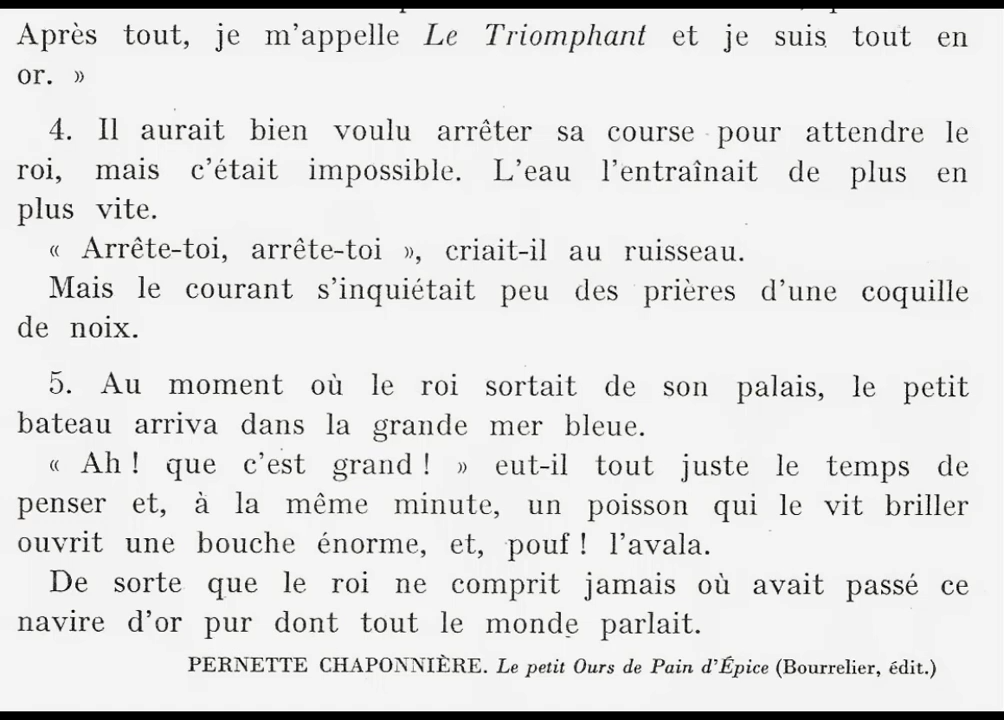 Après tout, je m'appelle Le Triomphant et je suis tout en
or. »
4. Il aurait bien voulu arrêter sa course pour attendre le
roi, mais c'était impossible. L'eau l'entraînait de plus en
plus vite.
« Arrête-toi, arrête-toi », criait-il au ruisseau.
Mais le courant s'inquiétait peu des prières d'une coquille
de noix.
5. Au moment où le roi sortait de son palais, le petit
bateau arriva dans la grande mer bleue.
« Ah ! que c'est grand ! » eut-il tout juste le temps de
penser et, à la même minute, un poisson qui le vit briller
ouvrit une bouche énorme, et, pouf ! l'avala.
De sorte que le roi ne comprit jamais où avait passé ce
navire d'or pur dont tout le monde parlait.
PERNETTE CHAPONNIÈRE. Le petit Ours de Pain d'Épice (Bourrelier, édit.)